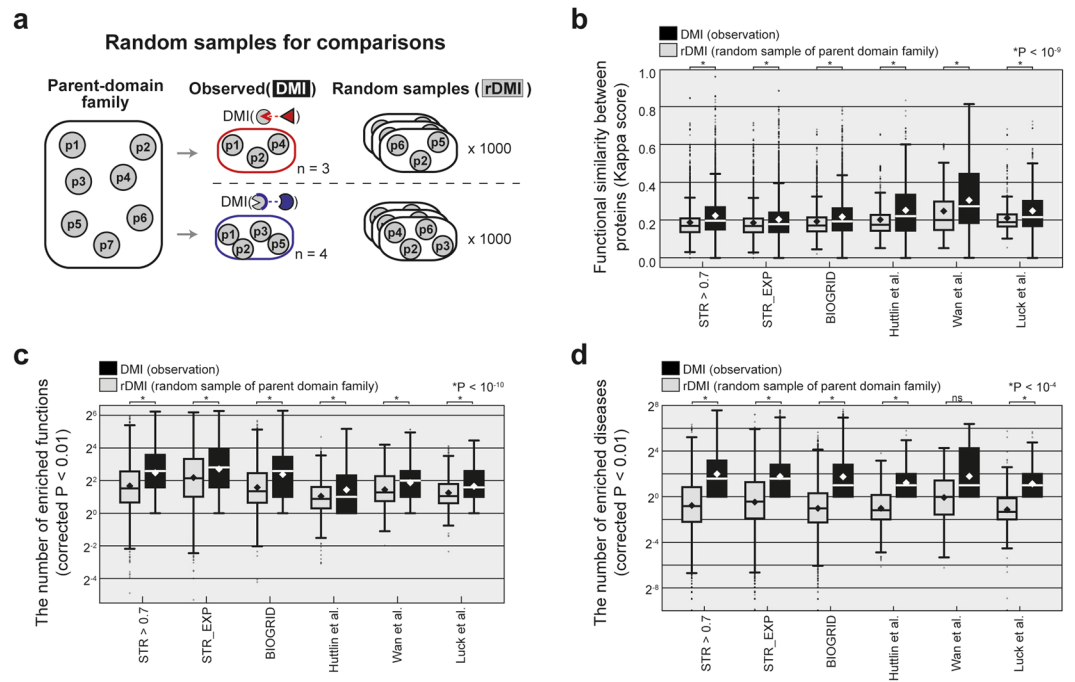 a
Random samples for comparisons
Parent-domain
family
Observed(DMI)
Random samples (rDMI)
DMI( )
p1
p2
p3
p4
p5
p6
p7
p1
p2
p4
n = 3
p6
p5
p2
x 1000
DMI( )
p1
p2
p3
p5
n = 4
p4
p6
p2
p3
x 1000
b
DMI (observation)
rDMI (random sample of parent domain family)
*P < 10-9
Functional similarity between
proteins (Kappa score)
1.0
0.8
0.6
0.4
0.2
0.0
* * * * * *
STR > 0.7
STR_EXP
BIOGRID
Huttlin et al.
Wan et al.
Luck et al.
c
DMI (observation)
rDMI (random sample of parent domain family)
*P < 10-10
The number of enriched functions
(corrected P < 0.01)
26
24
22
20
2-2
2-4
* * * * * *
STR > 0.7
STR_EXP
BIOGRID
Huttlin et al.
Wan et al.
Luck et al.
d
DMI (observation)
rDMI (random sample of parent domain family)
*P < 10-4
The number of enriched diseases
(corrected P < 0.01)
28
24
20
2-4
2-8
* * * * ns *
STR > 0.7
STR_EXP
BIOGRID
Huttlin et al.
Wan et al.
Luck et al.